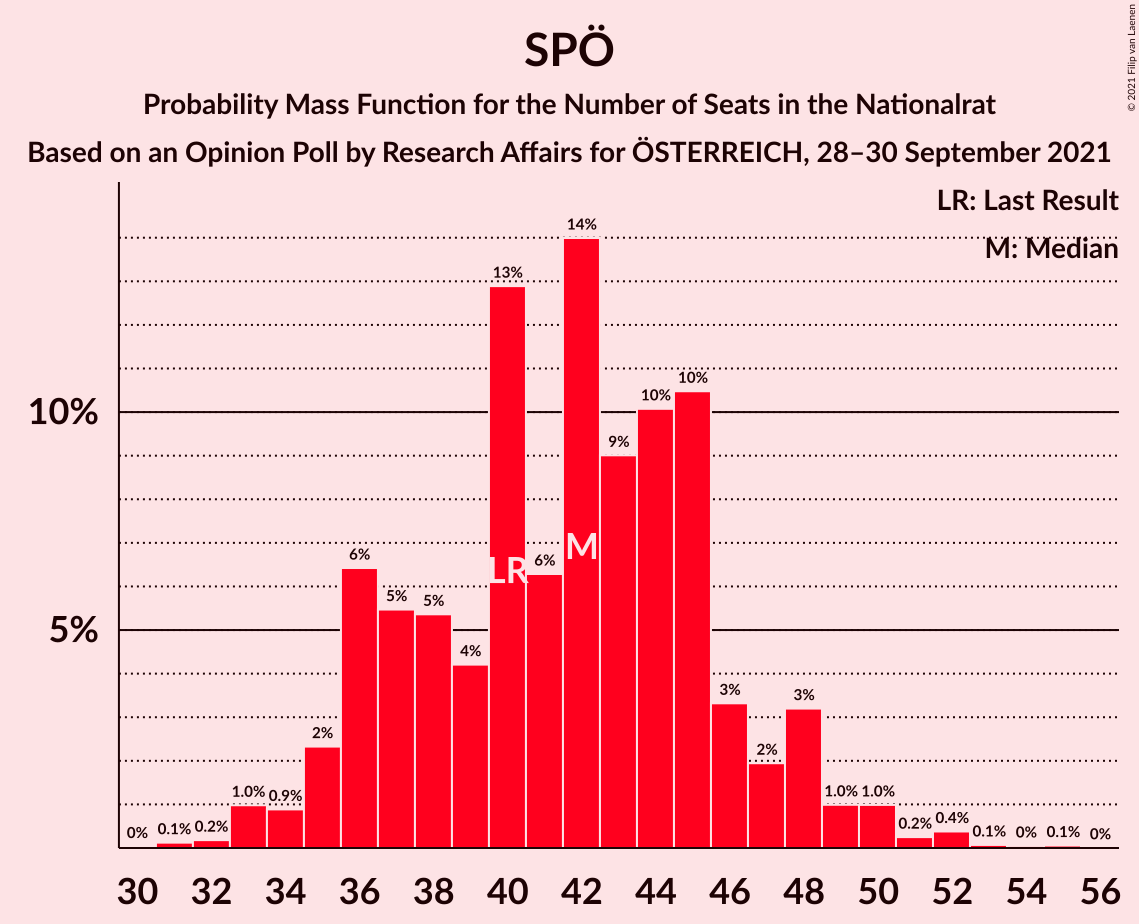 SPÖ
Probability Mass Function for the Number of Seats in the Nationalrat
Based on an Opinion Poll by Research Affairs for ÖSTERREICH, 28–30 September 2021
© 2021 Filip van Laenen
LR: Last Result
M: Median
10%
5%
0% 0.1% 0.2% 1.0% 0.9% 2% 6% 5% 5% 4% 13% 6% 14% 9% 10% 10% 3% 2% 3% 1.0% 1.0% 0.2% 0.4% 0.1% 0% 0.1% 0%
LR M
30 32 34 36 38 40 42 44 46 48 50 52 54 56